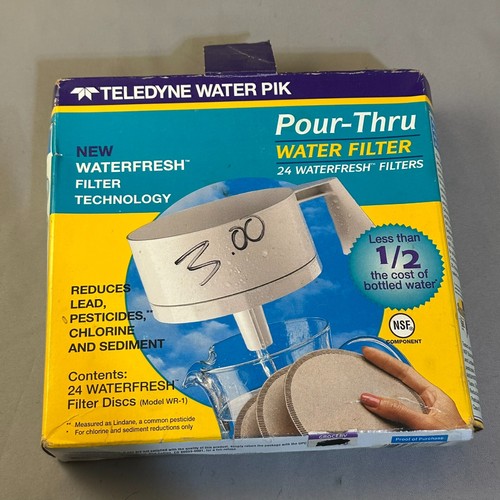 TELEDYNE WATER PIK
Pour-Thru
WATER FILTER
24 WATERFRESH™ FILTERS
NEW
WATERFRESH™
FILTER
TECHNOLOGY
3.00
Less than
1/2
the cost of
bottled water*
REDUCES
LEAD,
PESTICIDES,**
CHLORINE
AND SEDIMENT
NSF®
COMPONENT
Contents:
24 WATERFRESH™
Filter Discs (Model WR-1)
** Measured as Lindane, a common pesticide
* For chlorine and sediment reductions only
GROCERY
Proof of Purchase